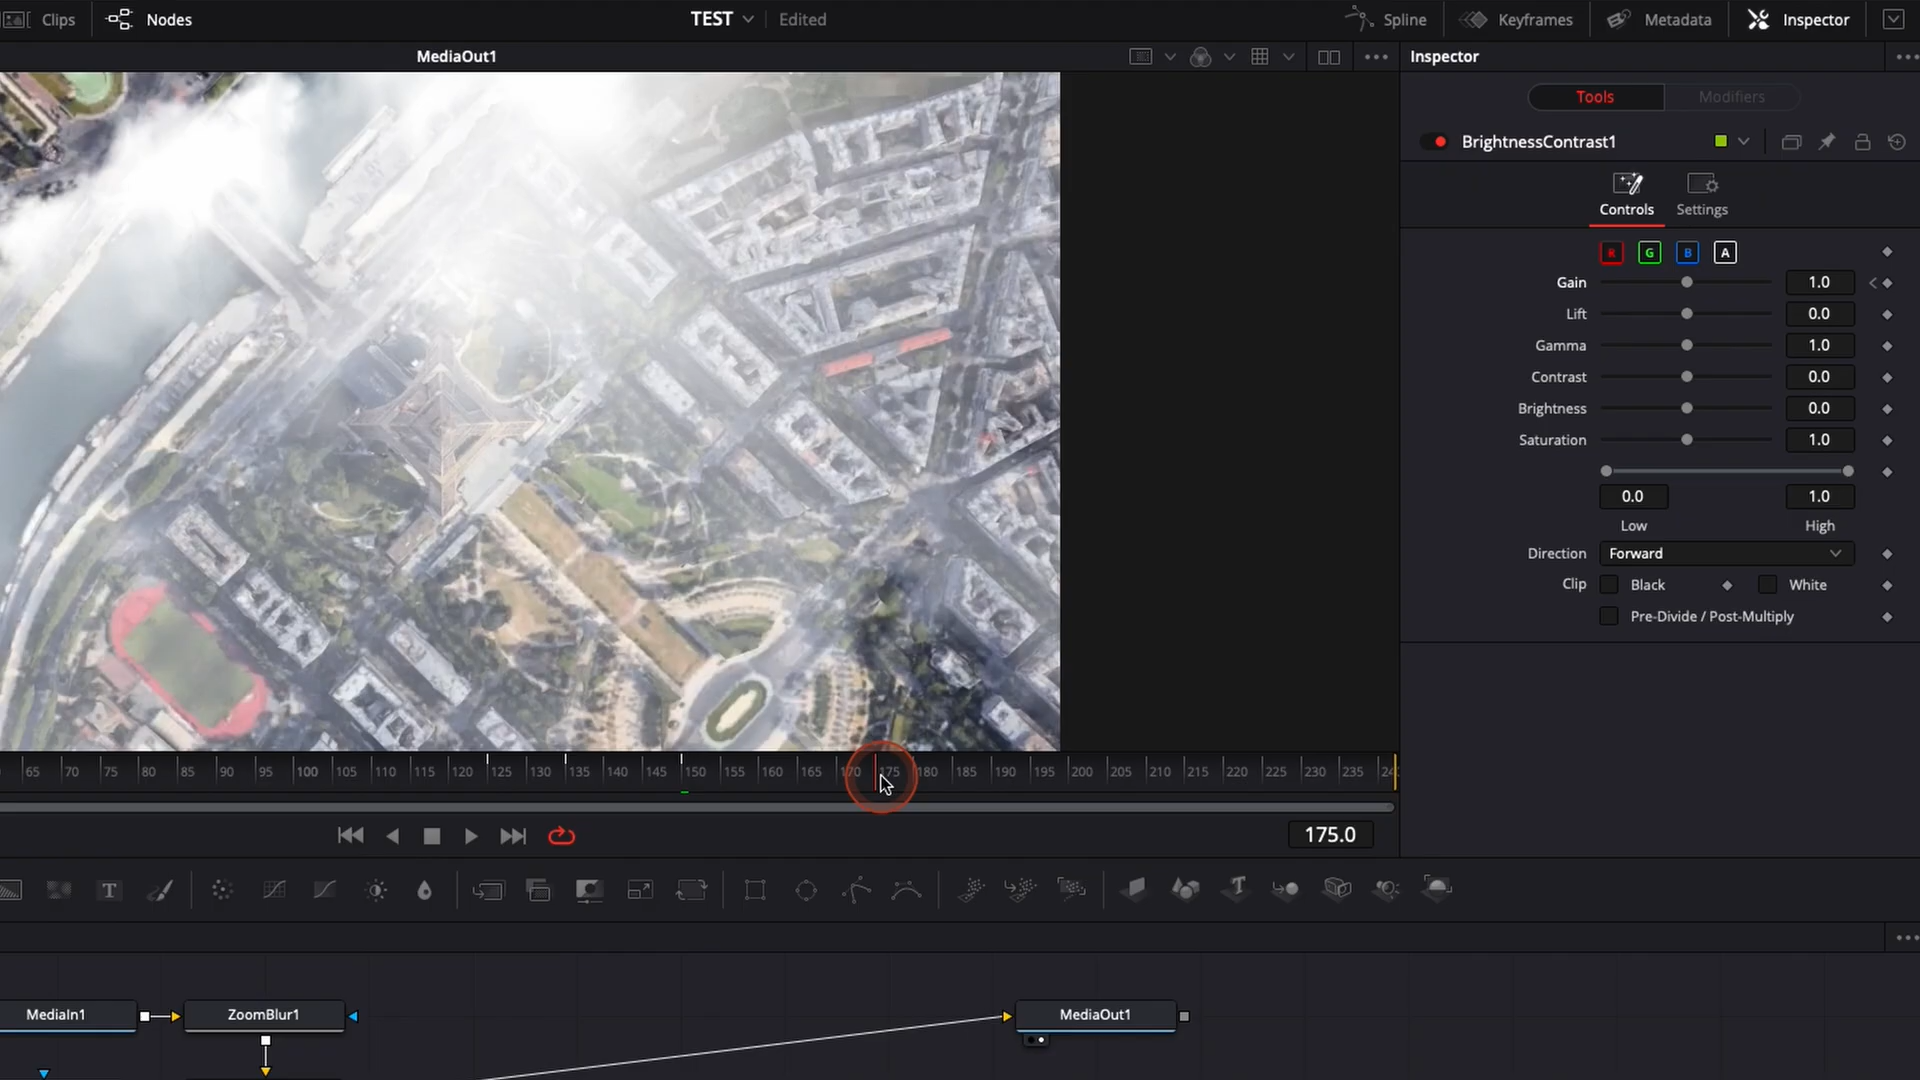 Clips Nodes TEST Edited Spline Keyframes Metadata Inspector
MediaOut1
Inspector
Tools Modifiers
BrightnessContrast1
Controls Settings
R G B A
Gain 1.0
Lift 0.0
Gamma 1.0
Contrast 0.0
Brightness 0.0
Saturation 1.0
0.0 1.0
Low High
Direction Forward
Clip Black White
Pre-Divide / Post-Multiply
65 70 75 80 85 90 95 100 105 110 115 120 125 130 135 140 145 150 155 160 165 170 175 180 185 190 195 200 205 210 215 220 225 230 235
175.0
T
MediaIn1 ZoomBlur1 MediaOut1